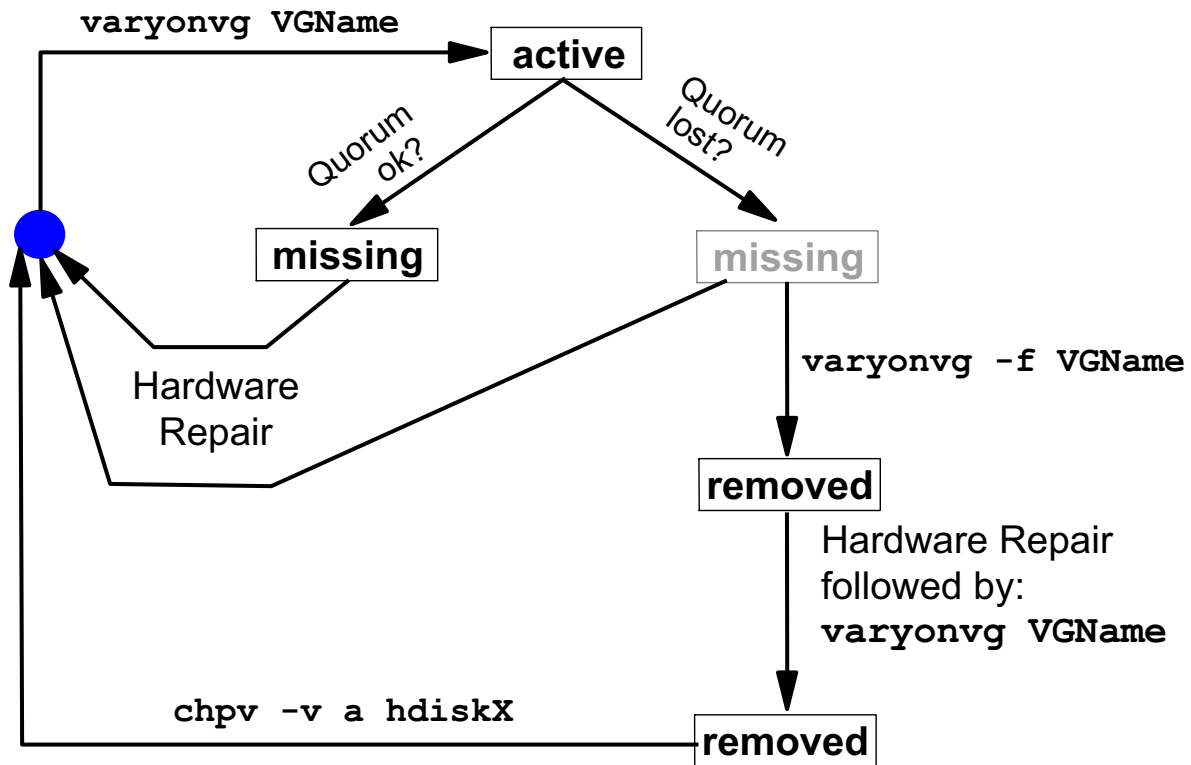 varyonvg VGName
active
Quorum
ok?
Quorum
lost?
missing
missing
varyonvg -f VGName
Hardware
Repair
removed
Hardware Repair
followed by:
varyonvg VGName
chpv -v a hdiskX
removed